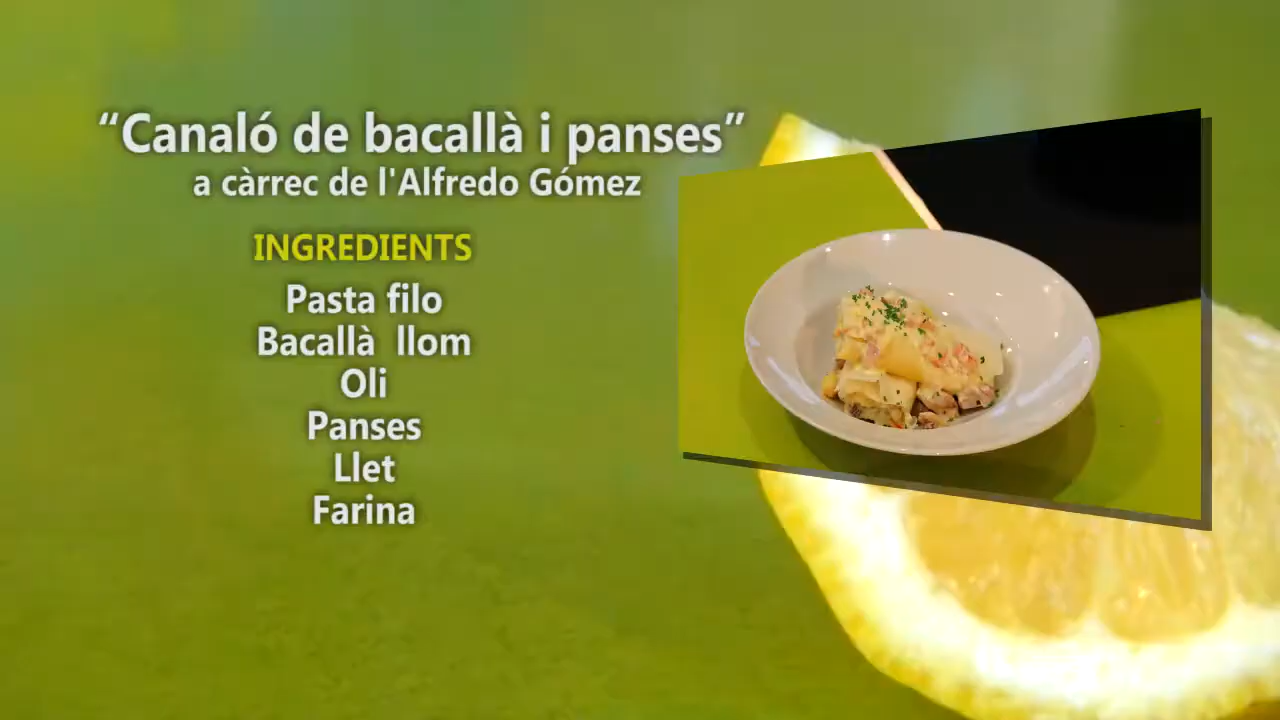 “Canaló de bacallà i panses”
a càrrec de l'Alfredo Gómez
INGREDIENTS
Pasta filo
Bacallà  llom
Oli
Panses
Llet
Farina